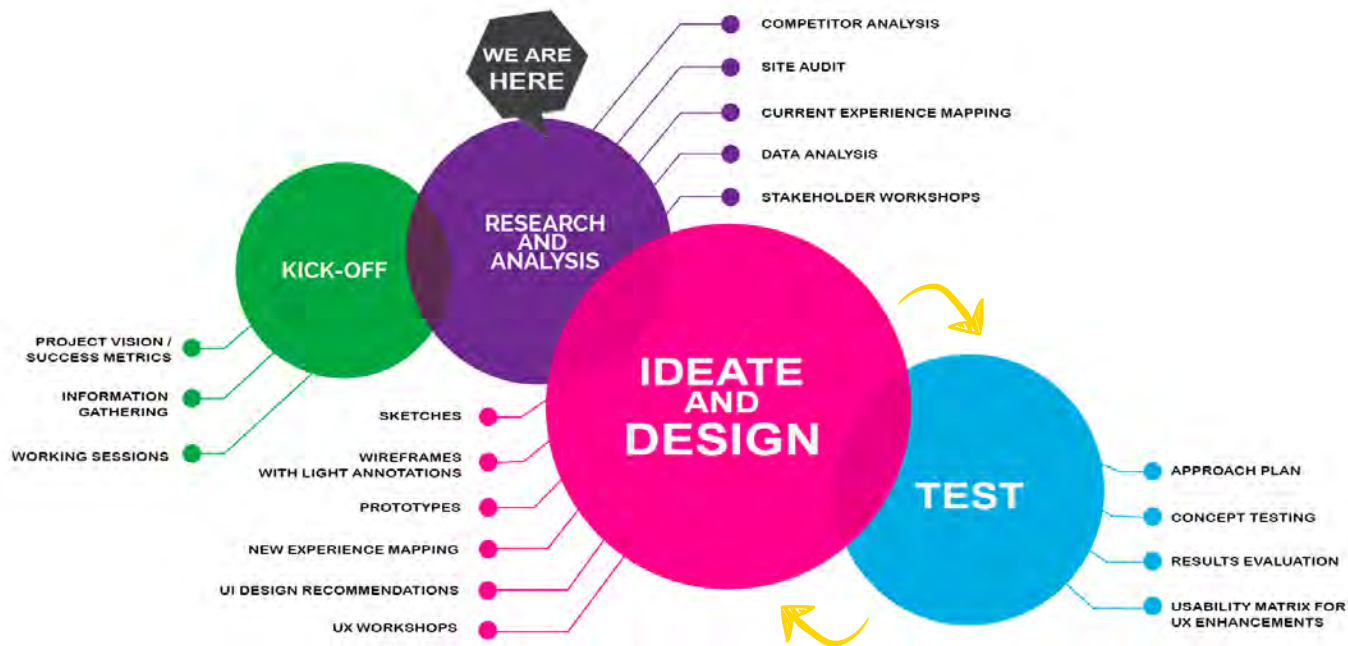 WE ARE
HERE
COMPETITOR ANALYSIS
SITE AUDIT
CURRENT EXPERIENCE MAPPING
DATA ANALYSIS
STAKEHOLDER WORKSHOPS
RESEARCH
AND
ANALYSIS
KICK-OFF
PROJECT VISION /
SUCCESS METRICS
INFORMATION
GATHERING
WORKING SESSIONS
IDEATE
AND
DESIGN
SKETCHES
WIREFRAMES
WITH LIGHT ANNOTATIONS
PROTOTYPES
NEW EXPERIENCE MAPPING
UI DESIGN RECOMMENDATIONS
UX WORKSHOPS
TEST
APPROACH PLAN
CONCEPT TESTING
RESULTS EVALUATION
USABILITY MATRIX FOR
UX ENHANCEMENTS